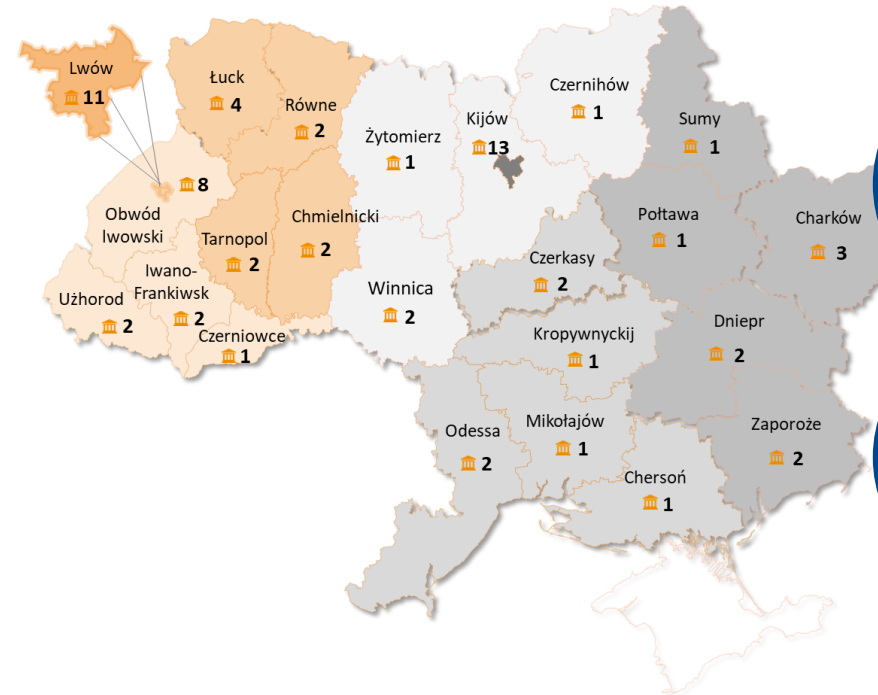 Lwów
11
Łuck
4
Równe
2
Żytomierz
1
Kijów
13
Czernihów
1
Sumy
1
8
Obwód
lwowski
Tarnopol
2
Chmielnicki
2
Połtawa
1
Charków
3
Użhorod
2
Iwano-
Frankiwsk
2
Czerniowce
1
Winnica
2
Czerkasy
2
Kropywnyckij
1
Dniepr
2
Odessa
2
Mikołajów
1
Zaporoże
2
Chersoń
1